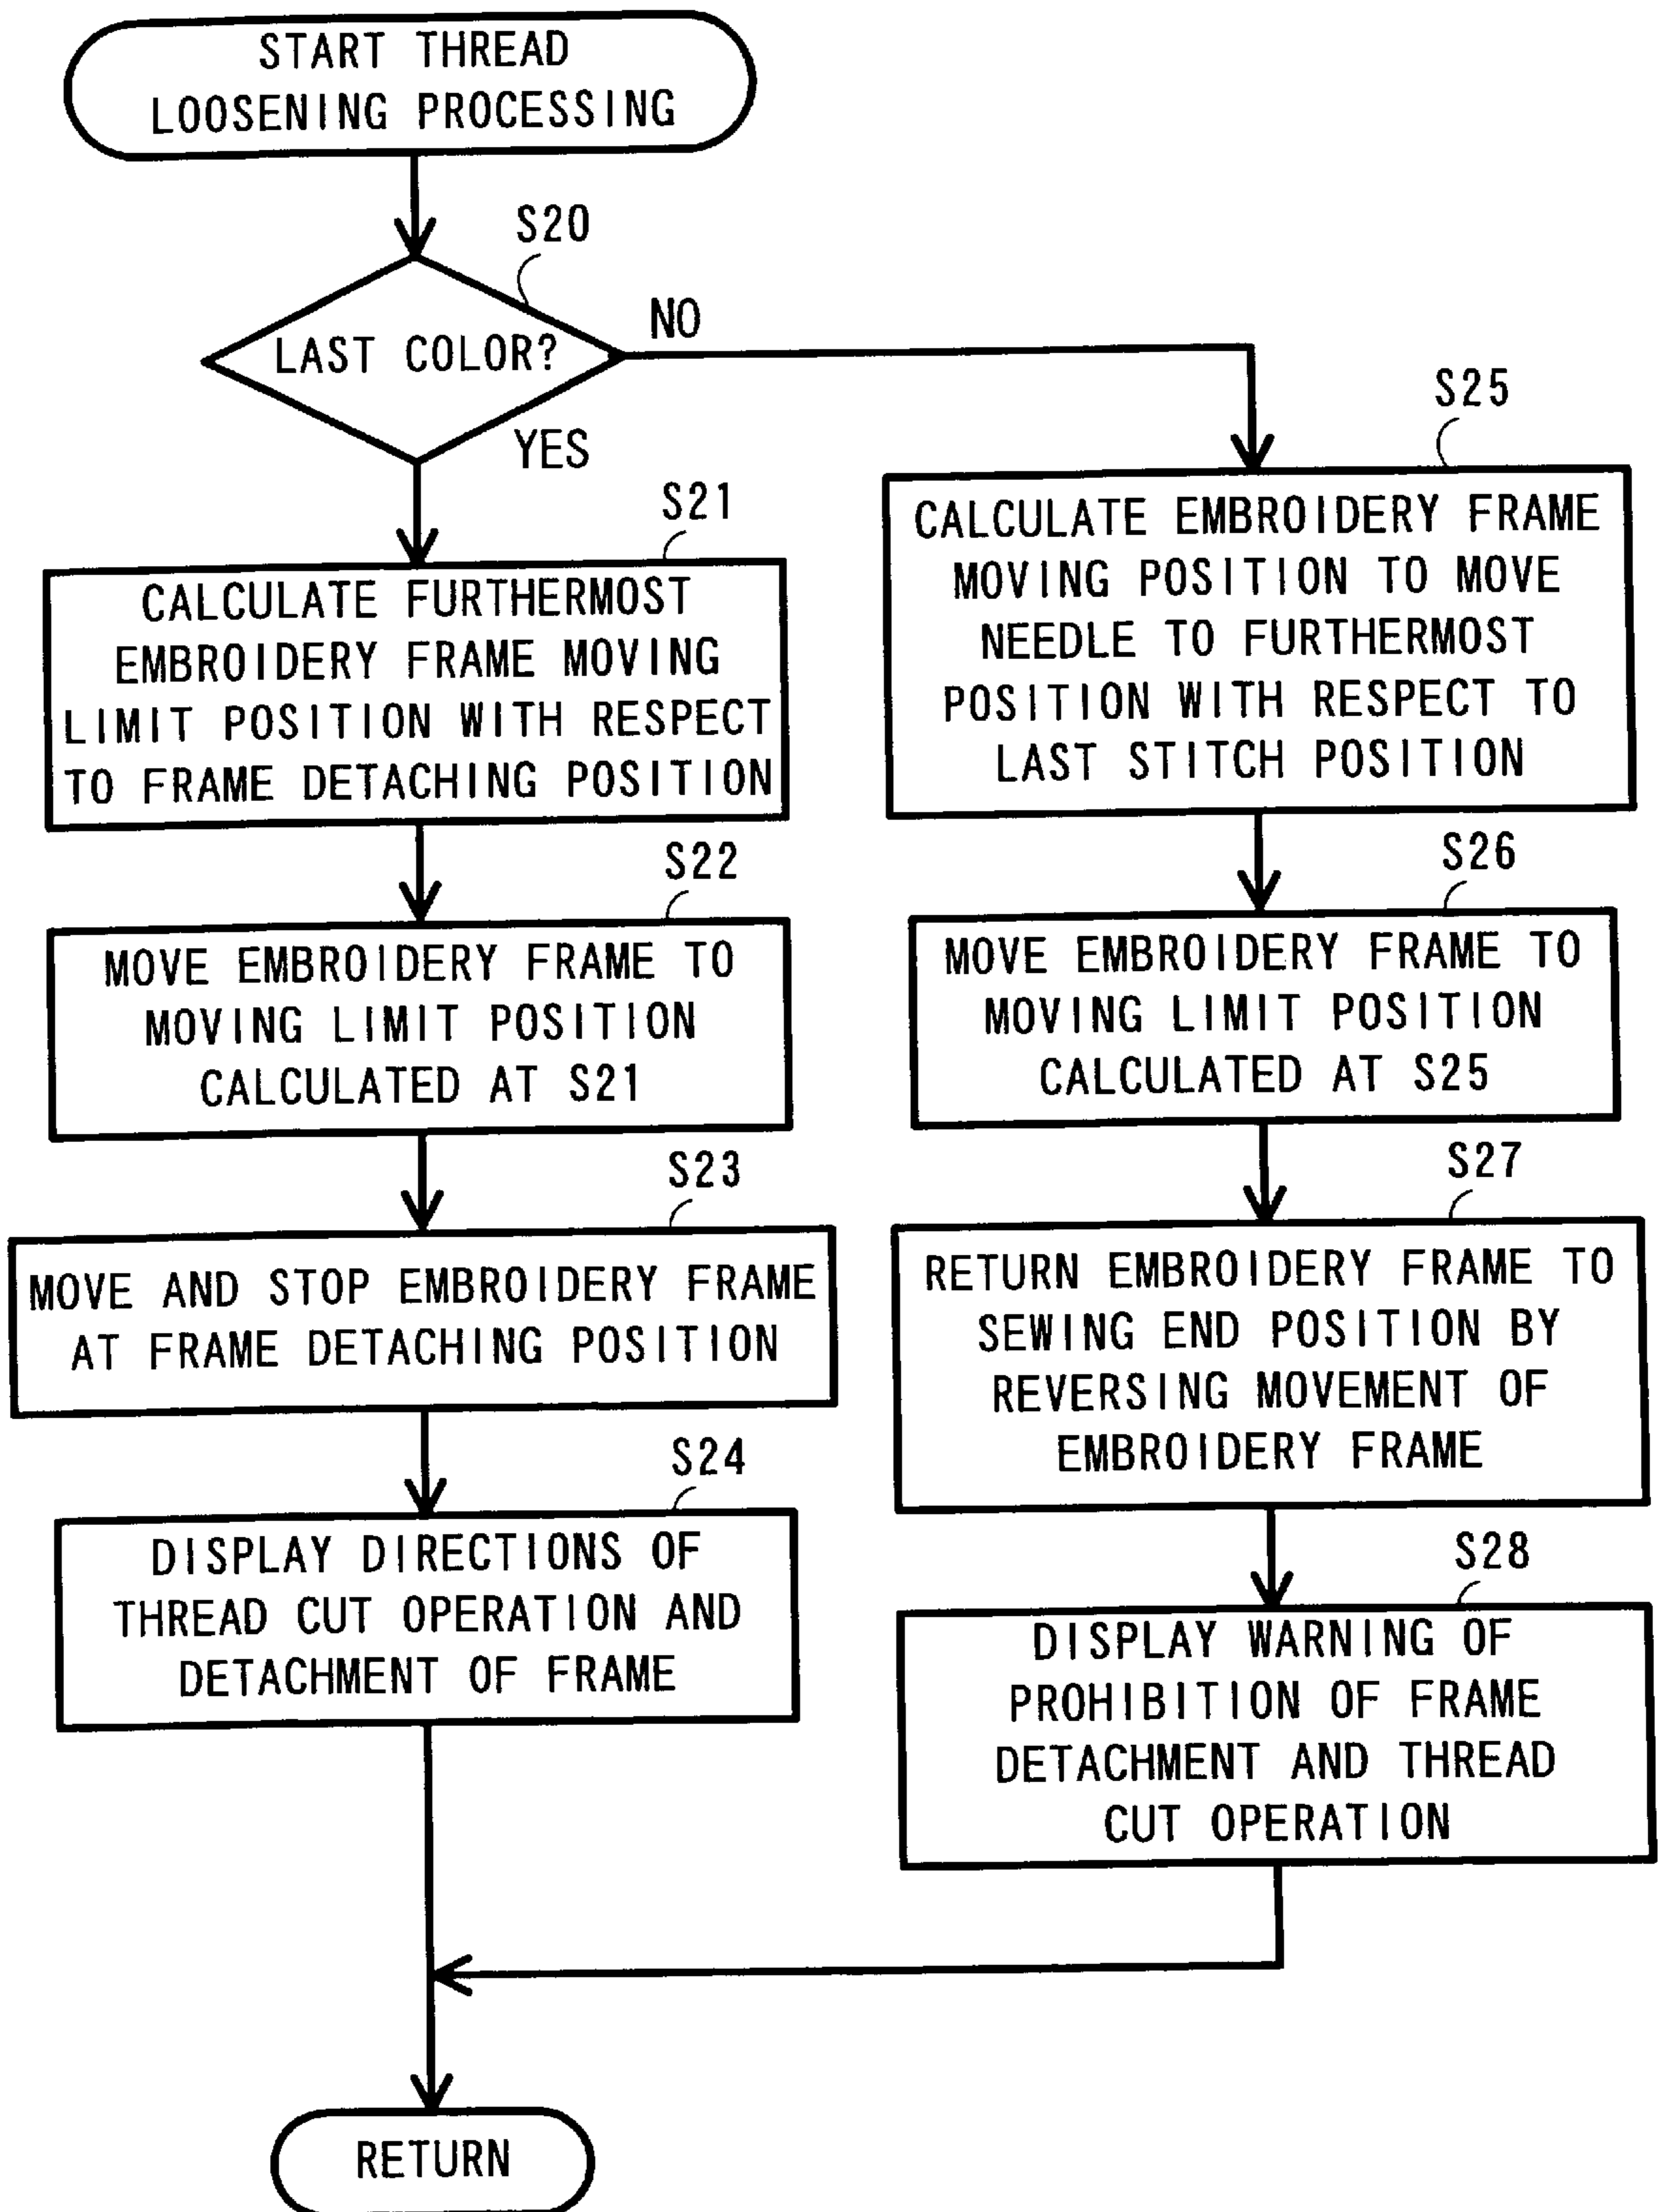 START THREAD
LOOSENING PROCESSING
S20
LAST COLOR?
NO
YES
S21
CALCULATE FURTHERMOST
EMBROIDERY FRAME MOVING
LIMIT POSITION WITH RESPECT
TO FRAME DETACHING POSITION
S22
MOVE EMBROIDERY FRAME TO
MOVING LIMIT POSITION
CALCULATED AT S21
S23
MOVE AND STOP EMBROIDERY FRAME
AT FRAME DETACHING POSITION
S24
DISPLAY DIRECTIONS OF
THREAD CUT OPERATION AND
DETACHMENT OF FRAME
S25
CALCULATE EMBROIDERY FRAME
MOVING POSITION TO MOVE
NEEDLE TO FURTHERMOST
POSITION WITH RESPECT TO
LAST STITCH POSITION
S26
MOVE EMBROIDERY FRAME TO
MOVING LIMIT POSITION
CALCULATED AT S25
S27
RETURN EMBROIDERY FRAME TO
SEWING END POSITION BY
REVERSING MOVEMENT OF
EMBROIDERY FRAME
S28
DISPLAY WARNING OF
PROHIBITION OF FRAME
DETACHMENT AND THREAD
CUT OPERATION
RETURN